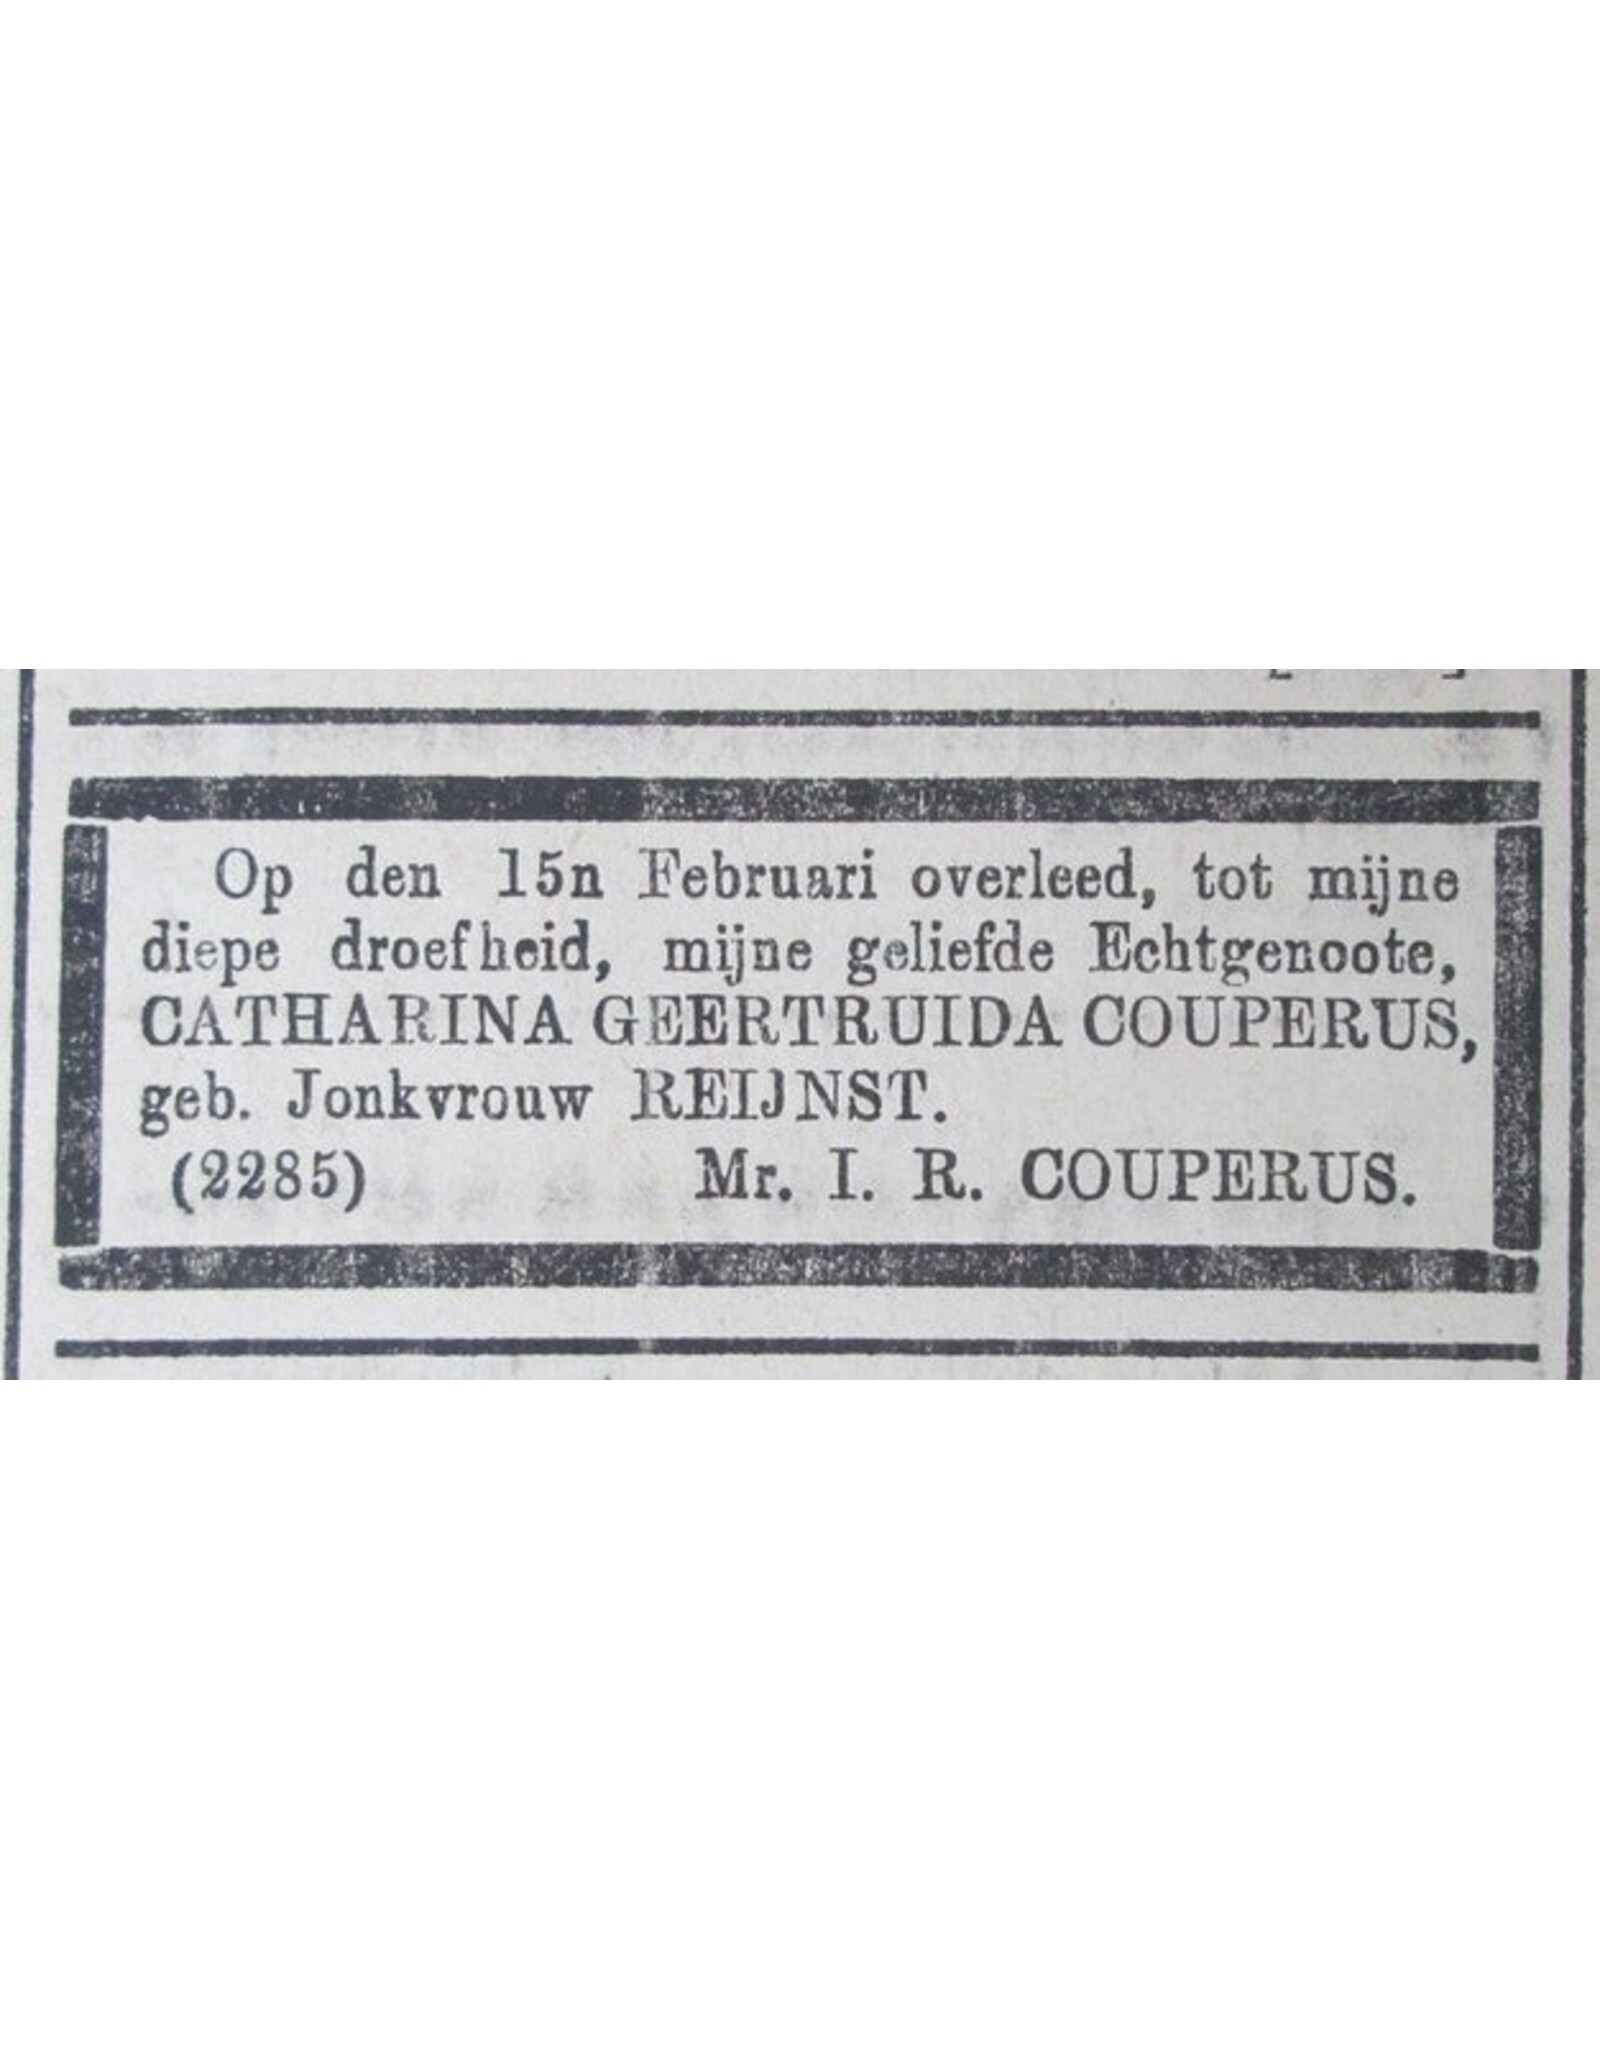 Op den 15n Februari overleed, tot mijne
diepe droefheid, mijne geliefde Echtgenoote,
CATHARINA GEERTRUIDA COUPERUS,
geb. Jonkvrouw REIJNST.
(2285) Mr. I. R. COUPERUS.